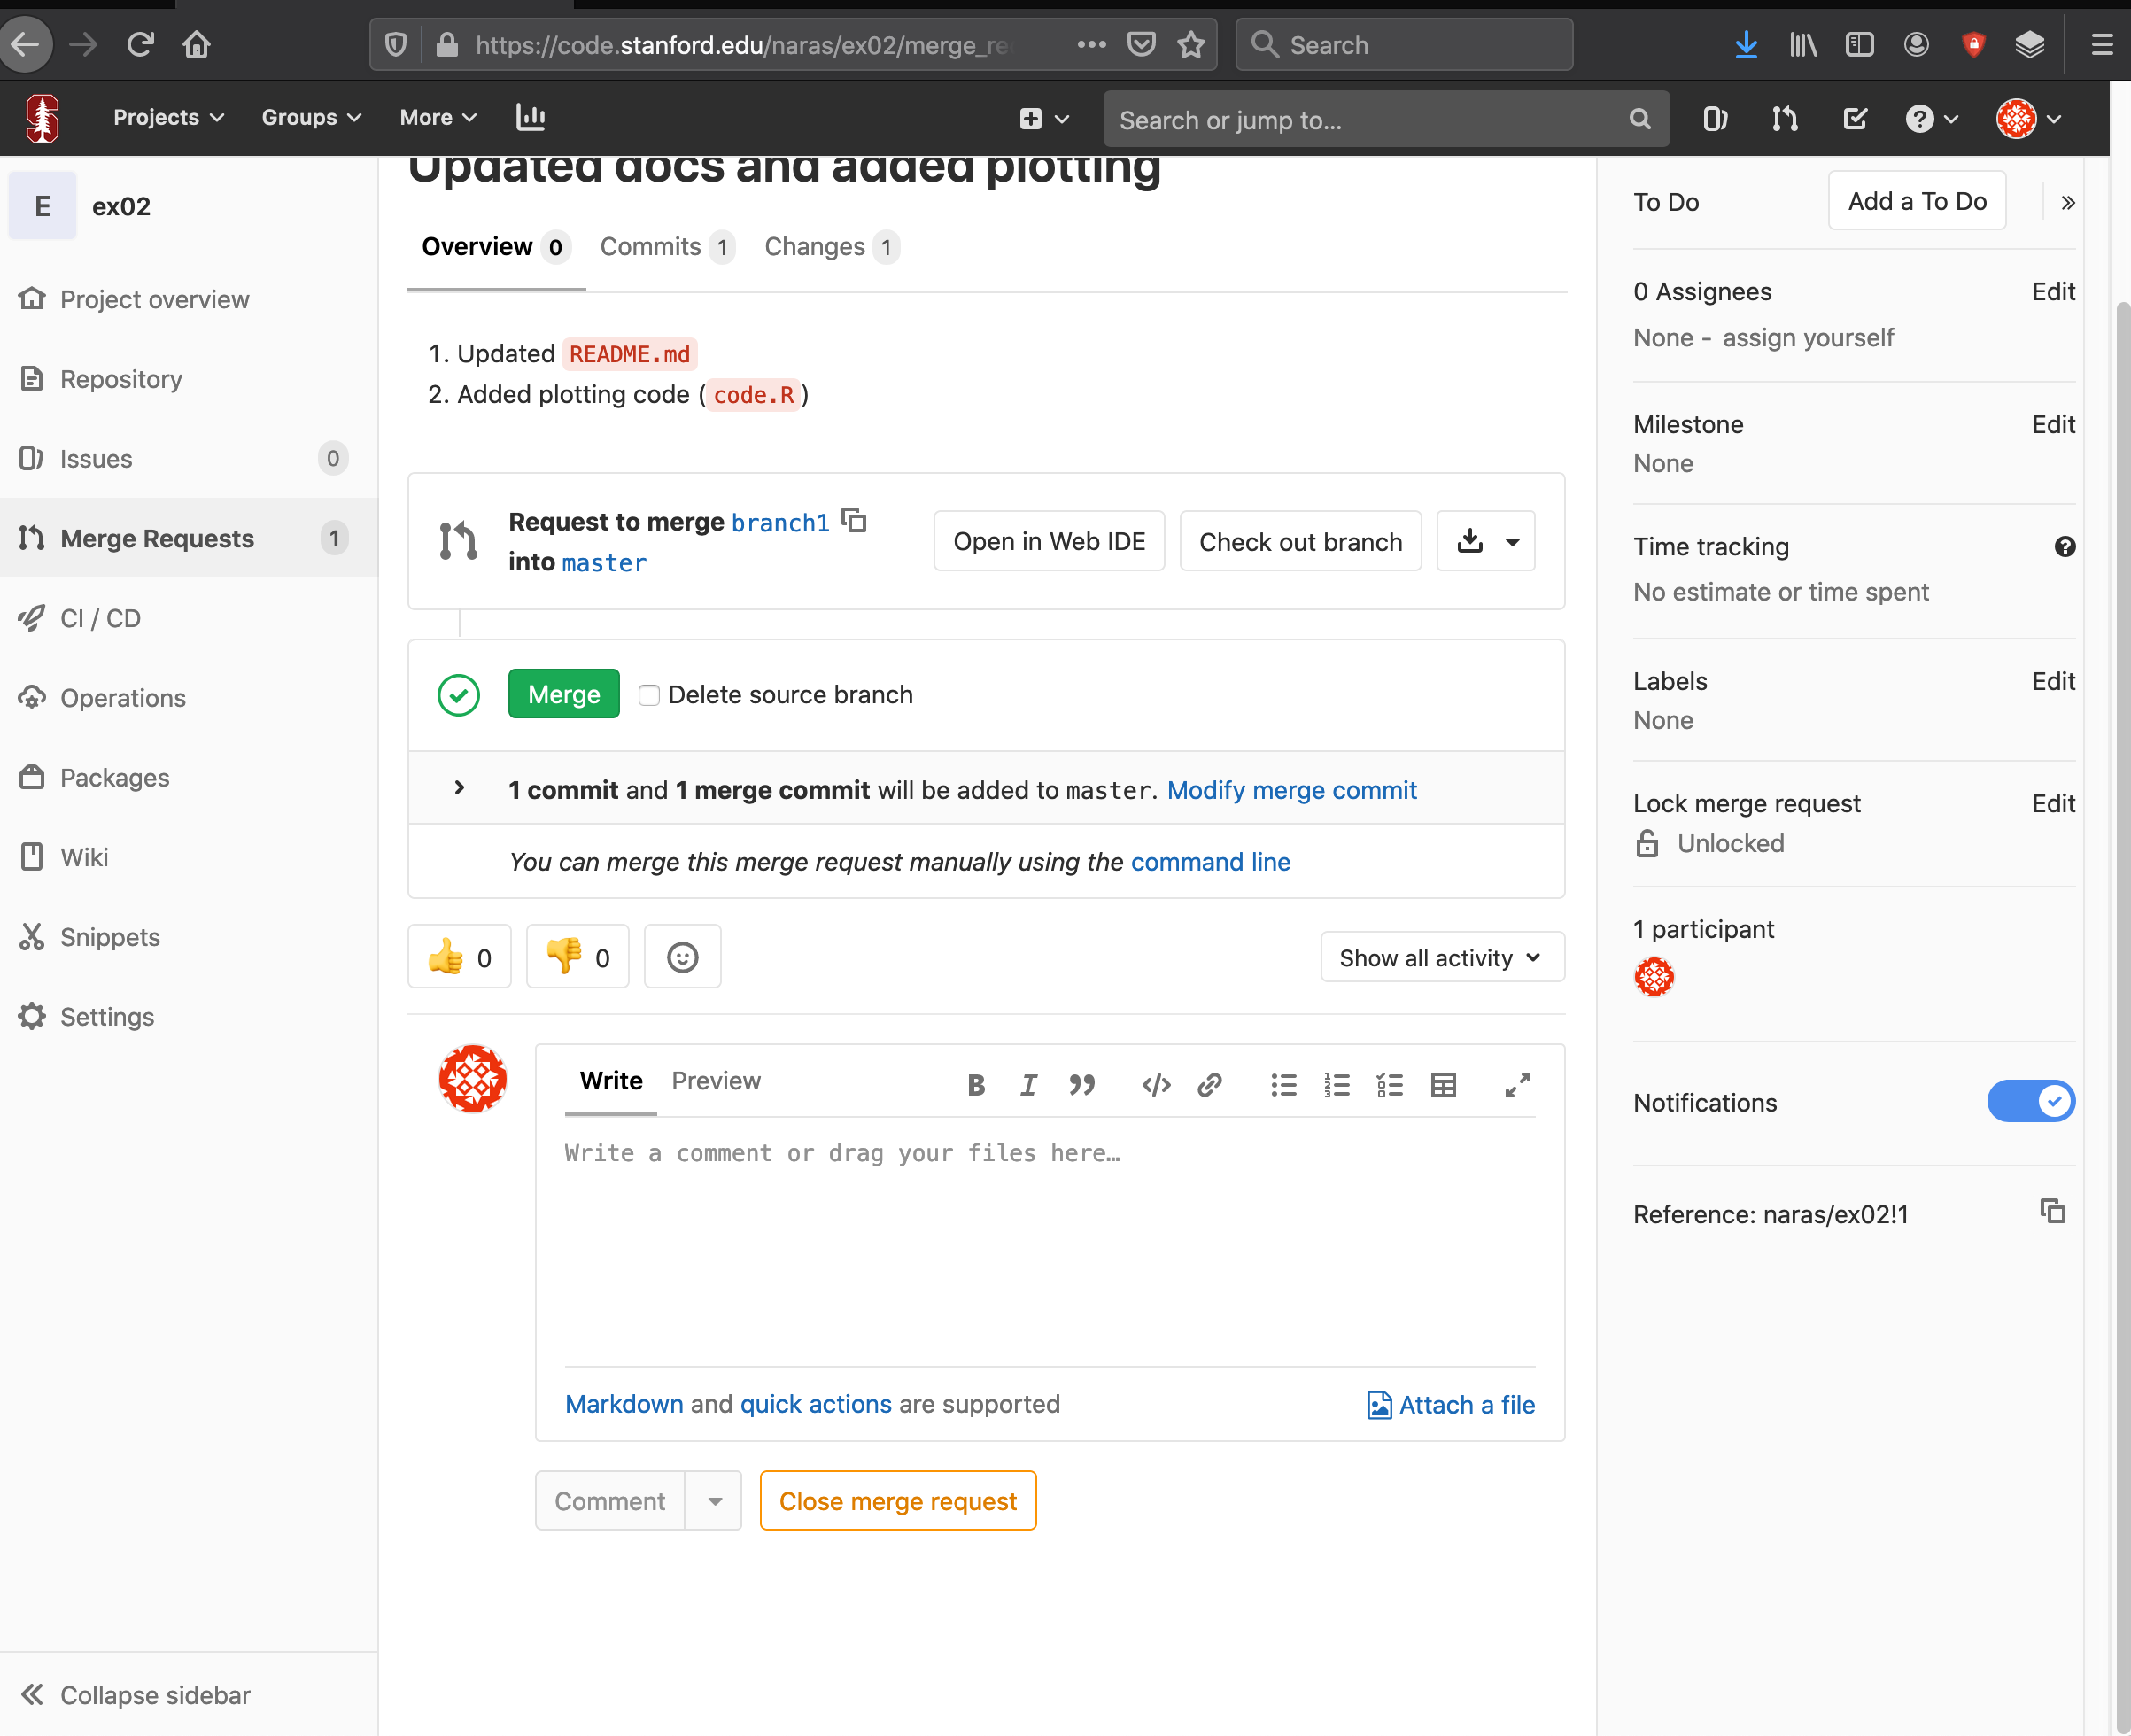 https://code.stanford.edu/naras/ex02/merge_re
Search
Projects Groups More
Search or jump to...
E ex02
Project overview
Repository
Issues 0
Merge Requests 1
CI / CD
Operations
Packages
Wiki
Snippets
Settings
Collapse sidebar
Updated docs and added plotting
Overview 0 Commits 1 Changes 1
1. Updated README.md
2. Added plotting code (code.R)
Request to merge branch1
into master
Open in Web IDE Check out branch
Merge Delete source branch
1 commit and 1 merge commit will be added to master. Modify merge commit
You can merge this merge request manually using the command line
0 0
Show all activity
Write Preview
Write a comment or drag your files here…
Markdown and quick actions are supported Attach a file
Comment Close merge request
To Do Add a To Do
0 Assignees Edit
None - assign yourself
Milestone Edit
None
Time tracking
No estimate or time spent
Labels Edit
None
Lock merge request Edit
Unlocked
1 participant
Notifications
Reference: naras/ex02!1